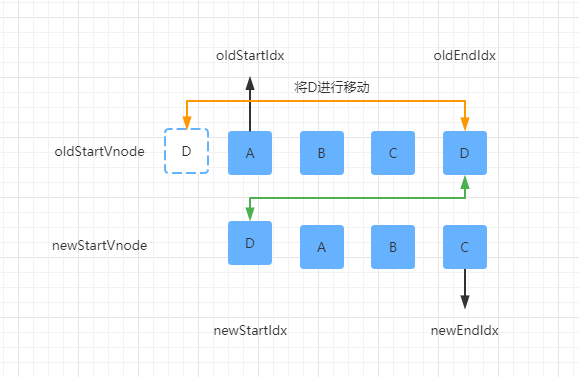 oldStartIdx oldEndIdx
将D进行移动
oldStartVnode D A B C D
newStartVnode D A B C
newStartIdx newEndIdx